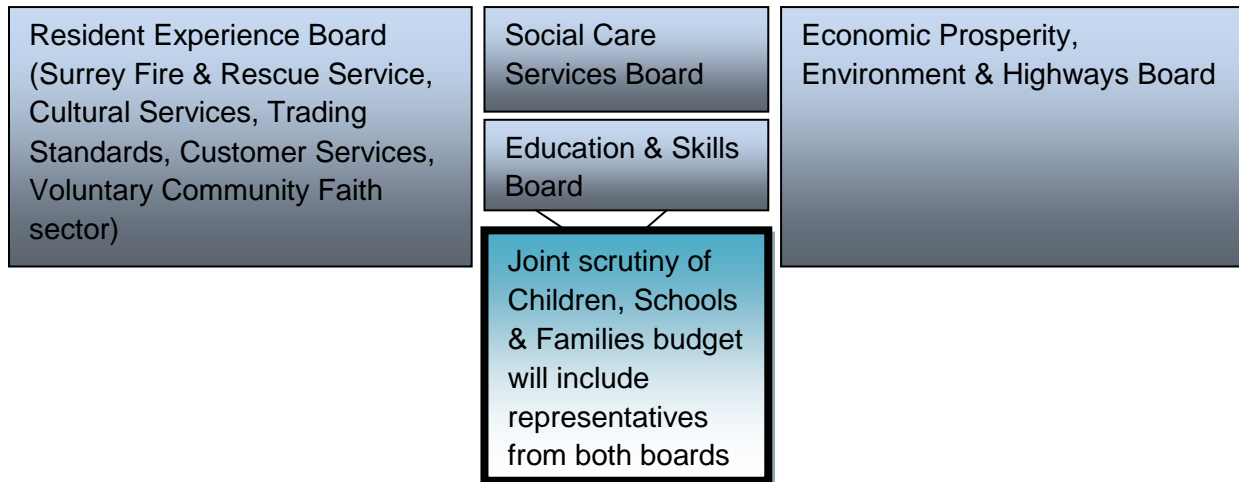 Resident Experience Board
(Surrey Fire & Rescue Service,
Cultural Services, Trading
Standards, Customer Services,
Voluntary Community Faith
sector)
Social Care
Services Board
Education & Skills
Board
Economic Prosperity,
Environment & Highways Board
Joint scrutiny of
Children, Schools
& Families budget
will include
representatives
from both boards